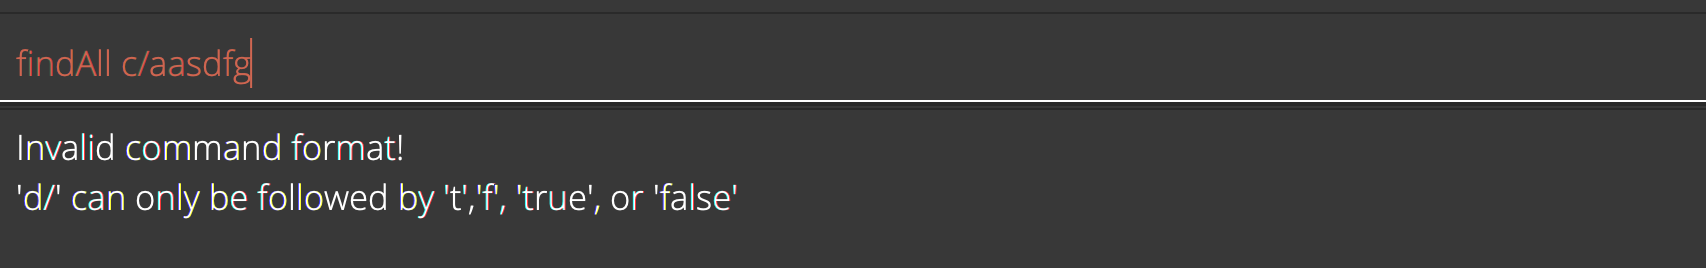 findAll c/aasdfg
Invalid command format!
'd/' can only be followed by 't','f', 'true', or 'false'